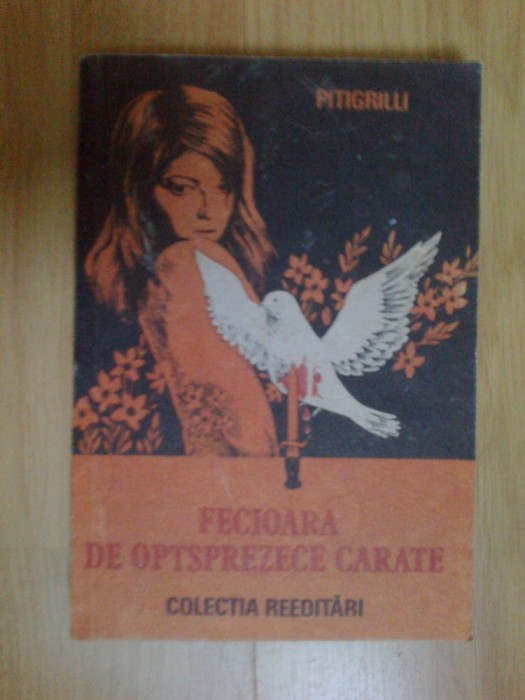 PITIGRILLI
FECIOARA
DE OPTSPREZECE CARATE
COLECTIA REEDITĂRI